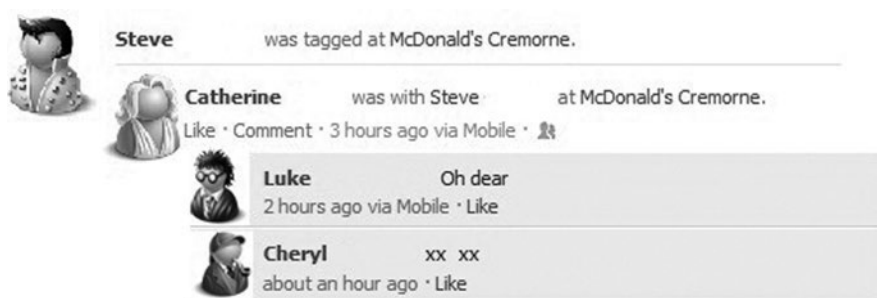 Steve was tagged at McDonald's Cremorne.
Catherine was with Steve at McDonald's Cremorne.
Like · Comment · 3 hours ago via Mobile ·
Luke Oh dear
2 hours ago via Mobile · Like
Cheryl xx xx
about an hour ago · Like